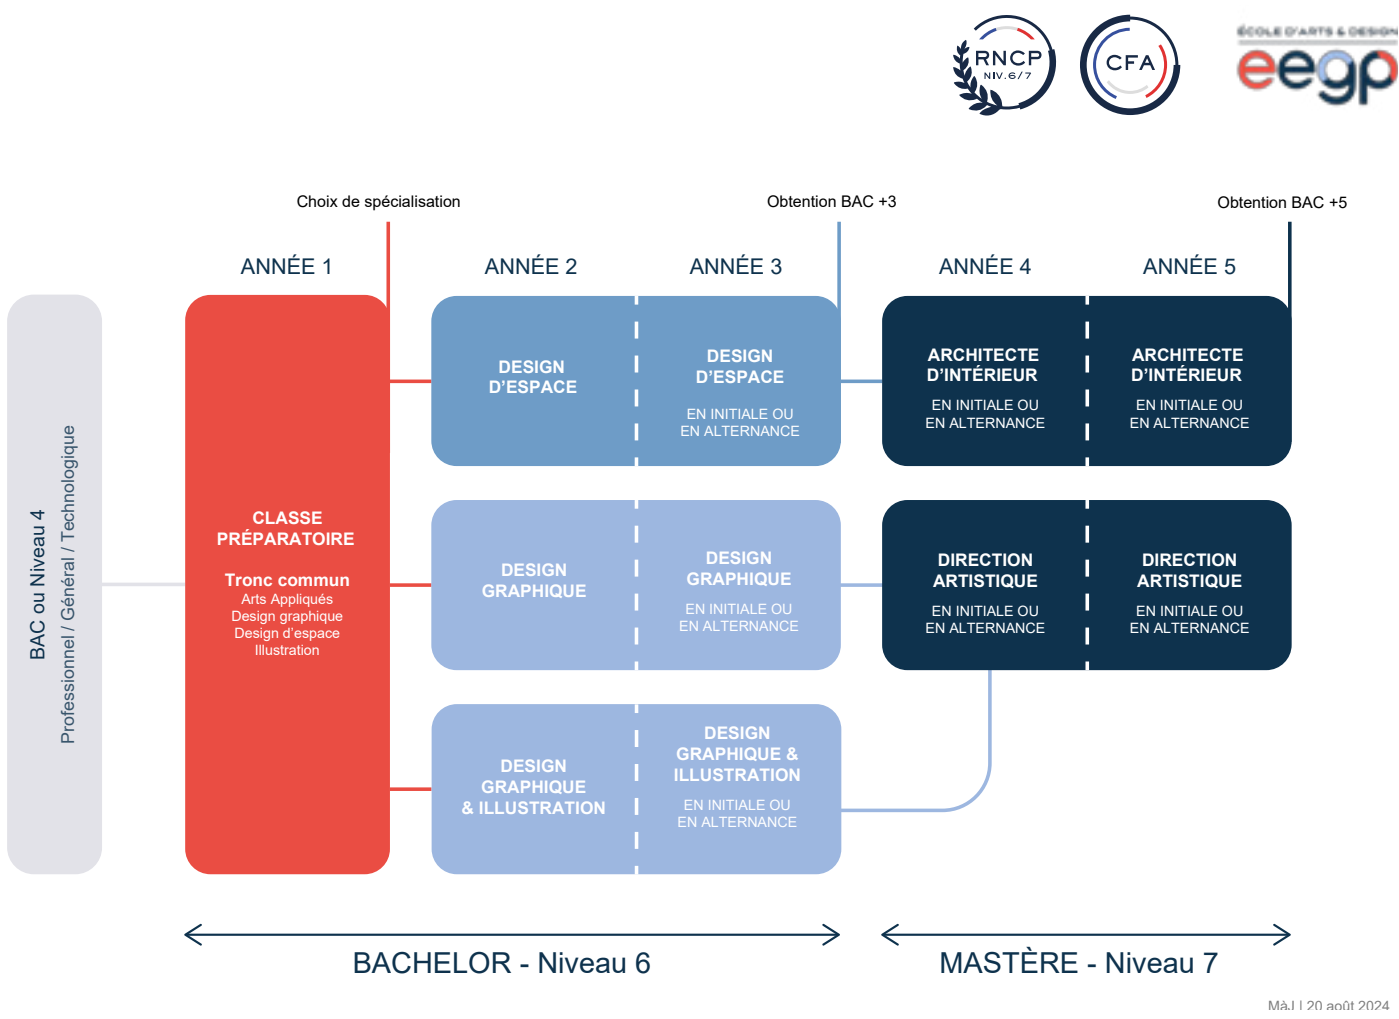 RNCP
NIV.6/7
CFA
ÉCOLE D'ARTS & DESIGN
eegp
Choix de spécialisation
Obtention BAC +3
Obtention BAC +5
ANNÉE 1
ANNÉE 2
ANNÉE 3
ANNÉE 4
ANNÉE 5
BAC ou Niveau 4
Professionnel / Général / Technologique
CLASSE
PRÉPARATOIRE
Tronc commun
Arts Appliqués
Design graphique
Design d'espace
Illustration
DESIGN
D'ESPACE
DESIGN
D'ESPACE
EN INITIALE OU
EN ALTERNANCE
ARCHITECTE
D'INTÉRIEUR
EN INITIALE OU
EN ALTERNANCE
ARCHITECTE
D'INTÉRIEUR
EN INITIALE OU
EN ALTERNANCE
DESIGN
GRAPHIQUE
DESIGN
GRAPHIQUE
EN INITIALE OU
EN ALTERNANCE
DIRECTION
ARTISTIQUE
EN INITIALE OU
EN ALTERNANCE
DIRECTION
ARTISTIQUE
EN INITIALE OU
EN ALTERNANCE
DESIGN
GRAPHIQUE
& ILLUSTRATION
DESIGN
GRAPHIQUE &
ILLUSTRATION
EN INITIALE OU
EN ALTERNANCE
BACHELOR - Niveau 6
MASTÈRE - Niveau 7
MàJ | 20 août 2024